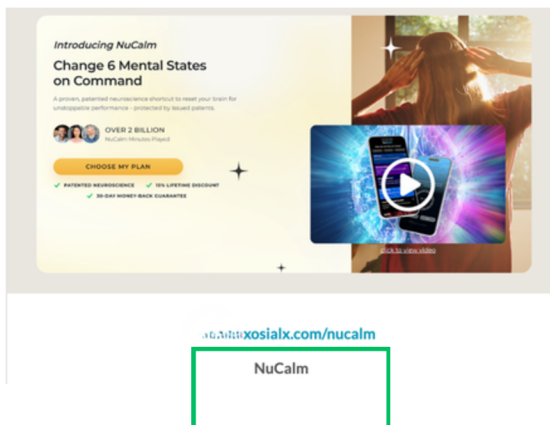 Introducing NuCalm
Change 6 Mental States
on Command
A proven, patented neuroscience shortcut to reset your brain for
unstoppable performance - protected by issued patents.
OVER 2 BILLION
NuCalm Minutes Played
CHOOSE MY PLAN
✓ PATENTED NEUROSCIENCE ✓ 15% LIFETIME DISCOUNT
✓ 30-DAY MONEY-BACK GUARANTEE
click to view video
xosialx.com/nucalm
NuCalm